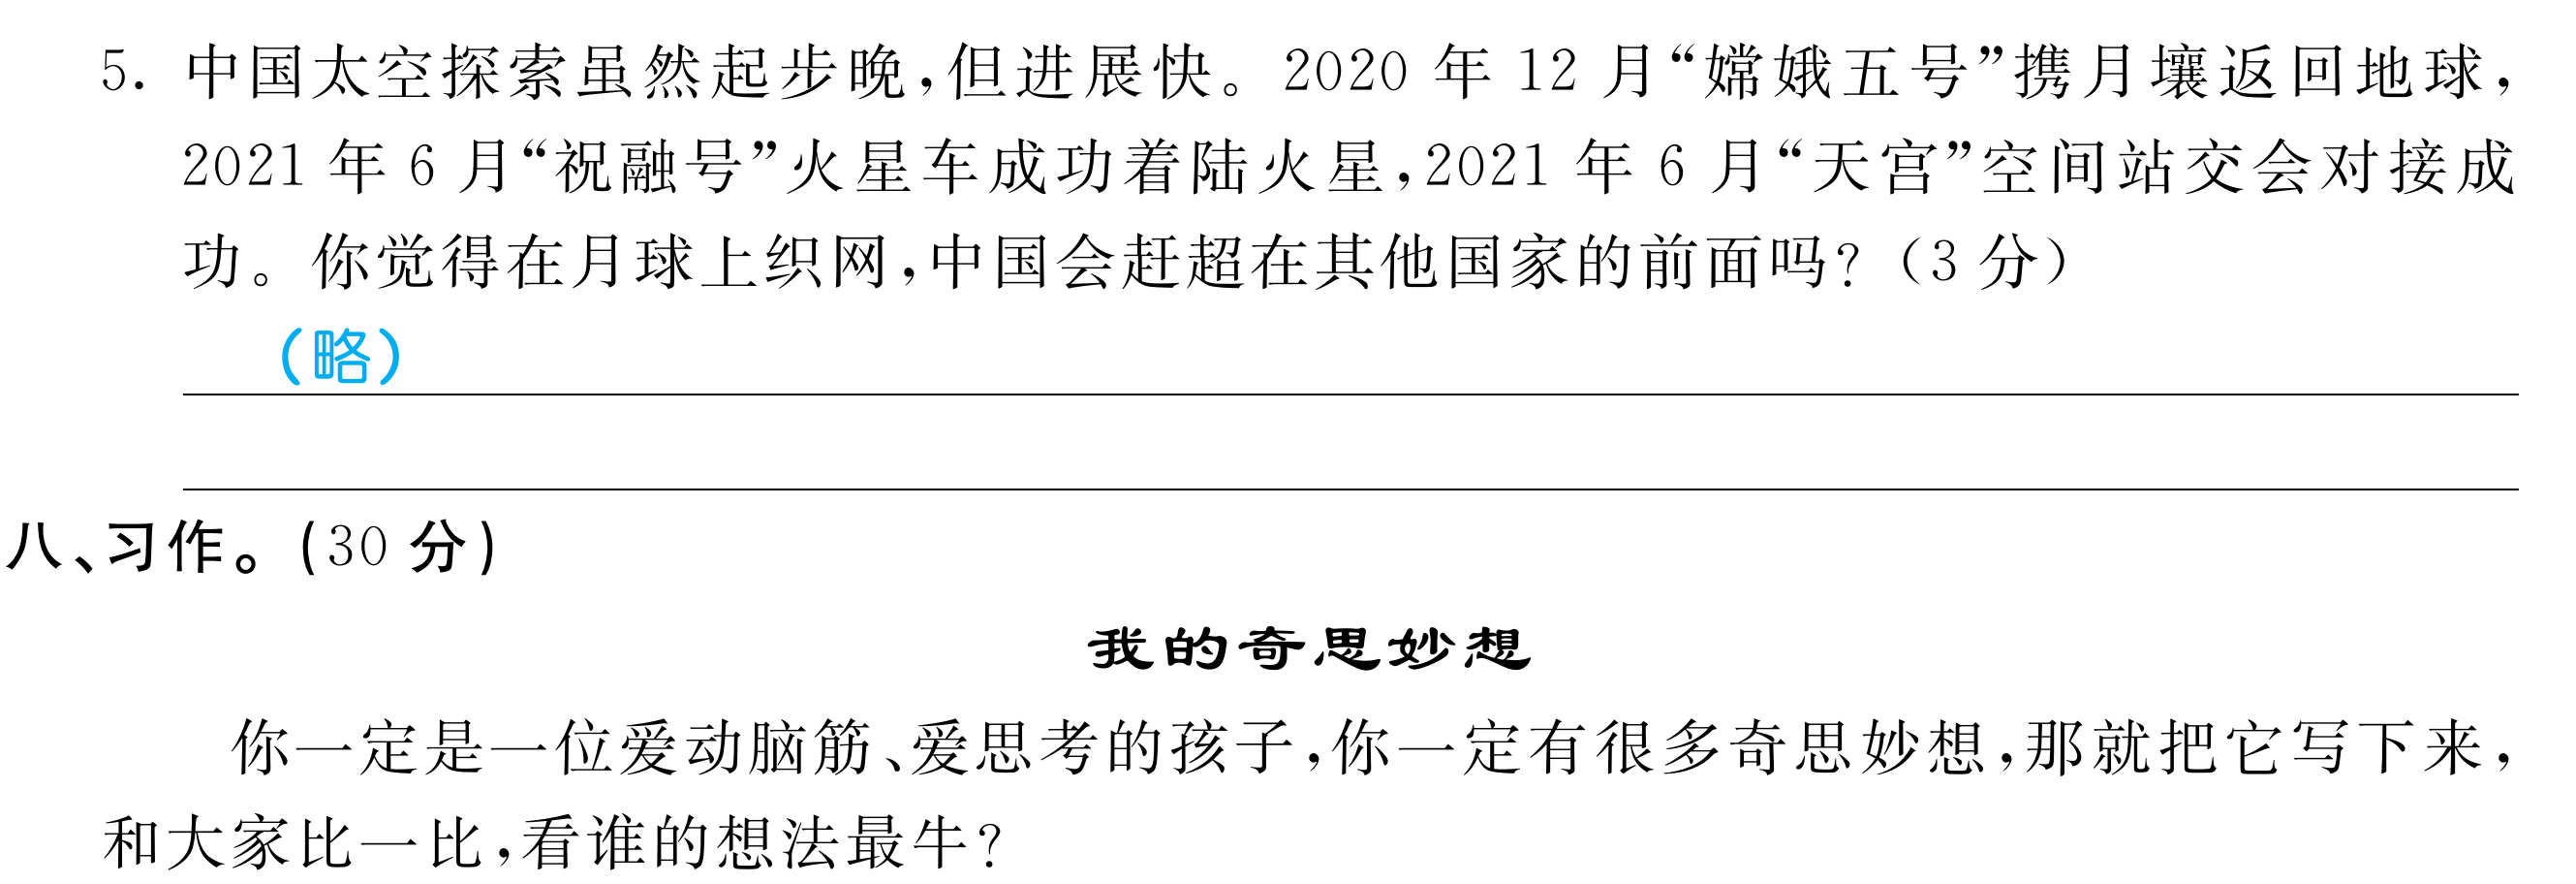 5. 中国太空探索虽然起步晚,但进展快。2020 年 12 月“嫦娥五号”携月壤返回地球,
2021 年 6 月“祝融号”火星车成功着陆火星,2021 年 6 月“天宫”空间站交会对接成
功。你觉得在月球上织网,中国会赶超在其他国家的前面吗?(3 分)
(略)
八、习作。(30 分)
我的奇思妙想
你一定是一位爱动脑筋、爱思考的孩子,你一定有很多奇思妙想,那就把它写下来,
和大家比一比,看谁的想法最牛?